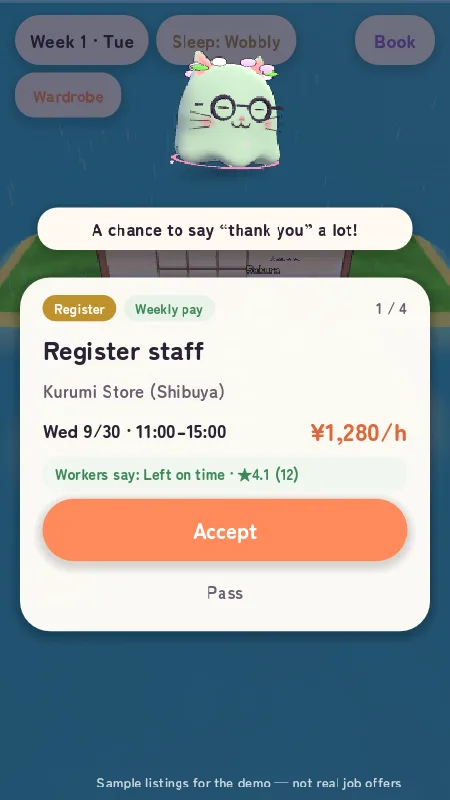 Week 1 · Tue
Sleep: Wobbly
Book
Wardrobe
A chance to say “thank you” a lot!
Register
Weekly pay
1 / 4
Register staff
Kurumi Store (Shibuya)
Wed 9/30 · 11:00–15:00
¥1,280/h
Workers say: Left on time · ★4.1 (12)
Accept
Pass
Sample listings for the demo — not real job offers